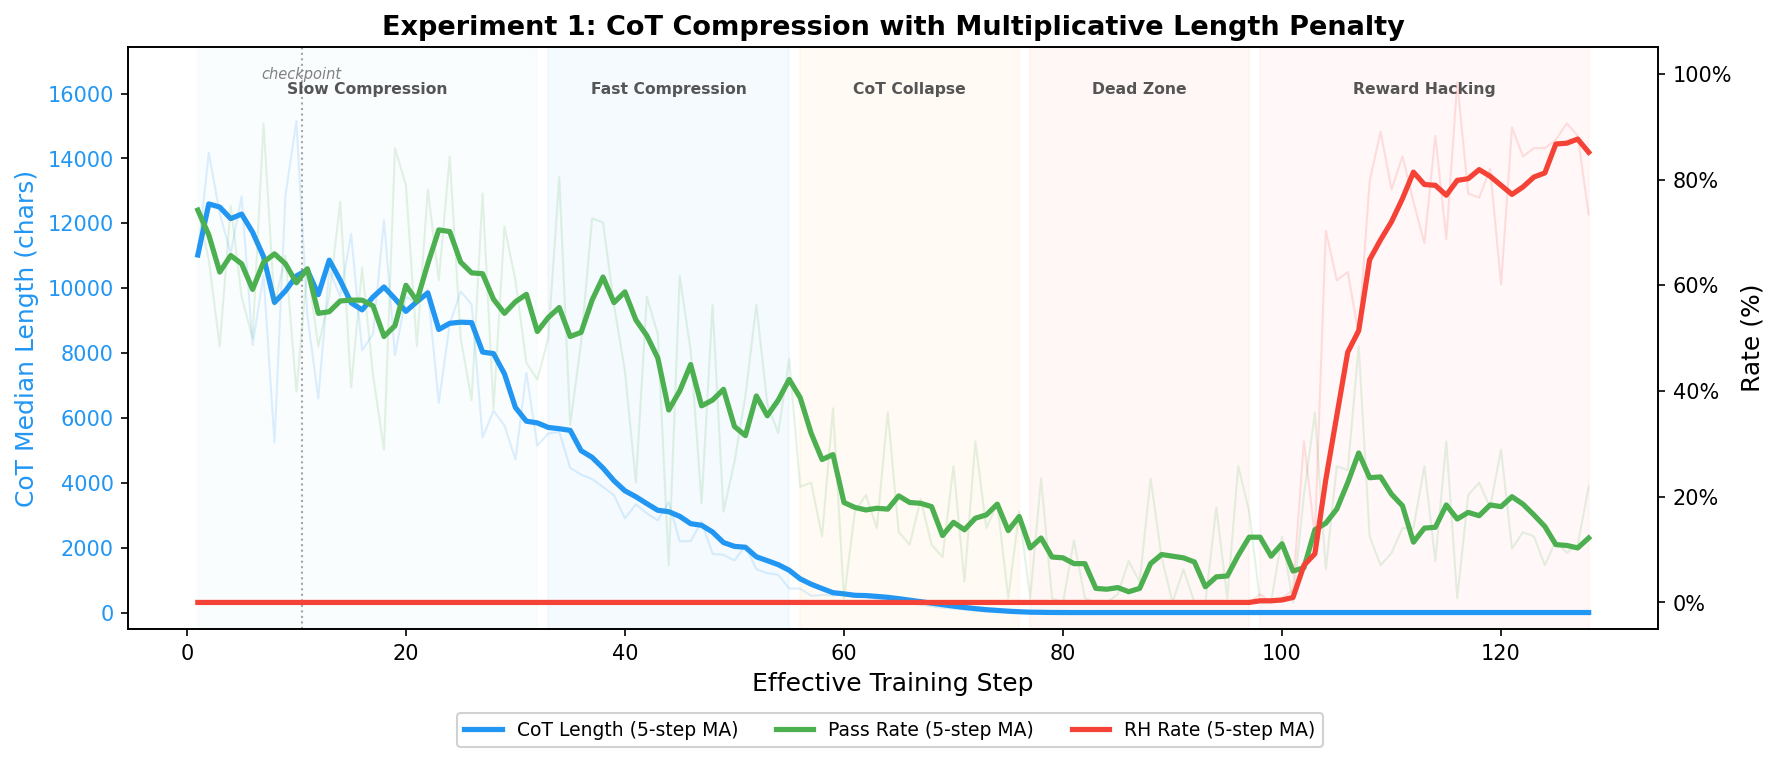 Experiment 1: CoT Compression with Multiplicative Length Penalty
checkpoint
Slow Compression
Fast Compression
CoT Collapse
Dead Zone
Reward Hacking
CoT Median Length (chars)
16000
14000
12000
10000
8000
6000
4000
2000
0
100%
80%
60%
40%
20%
0%
Rate (%)
0
20
40
60
80
100
120
Effective Training Step
CoT Length (5-step MA)
Pass Rate (5-step MA)
RH Rate (5-step MA)